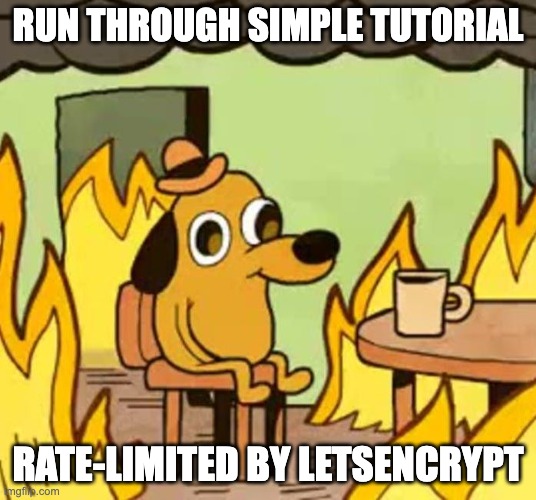 RUN THROUGH SIMPLE TUTORIAL
RATE-LIMITED BY LETSENCRYPT
imgflip.com